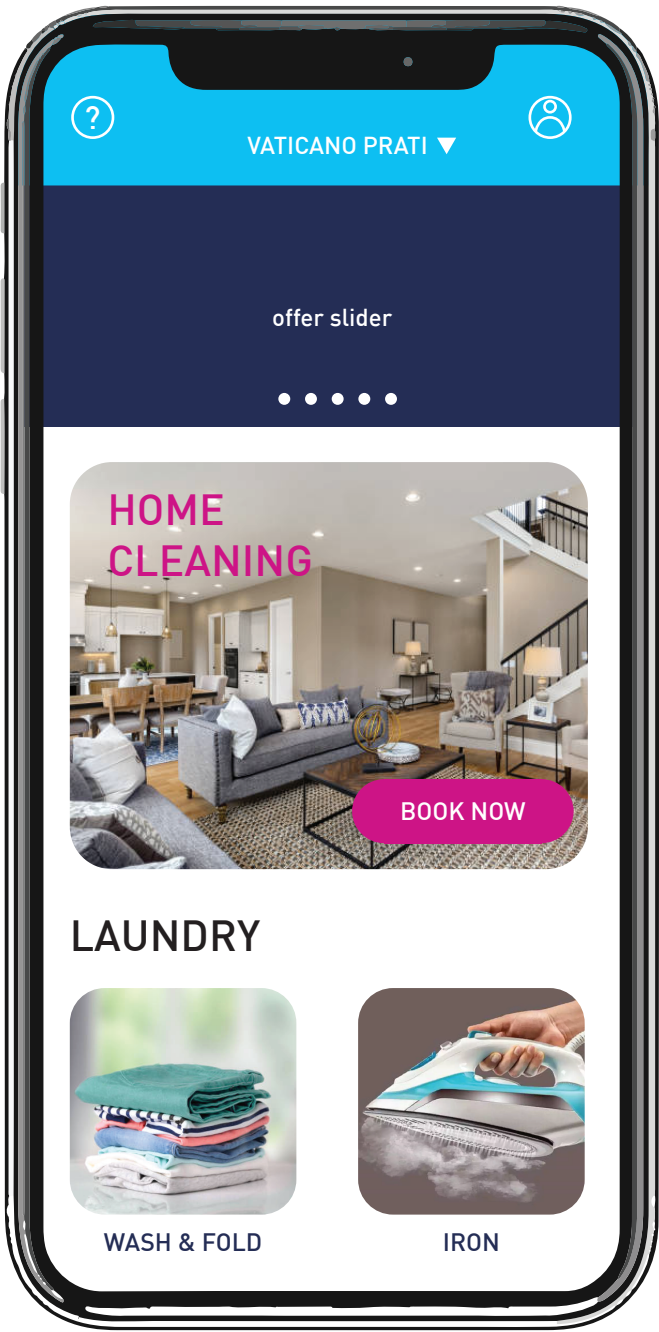 ?
VATICANO PRATI ▼
offer slider
HOME
CLEANING
BOOK NOW
LAUNDRY
WASH & FOLD
IRON